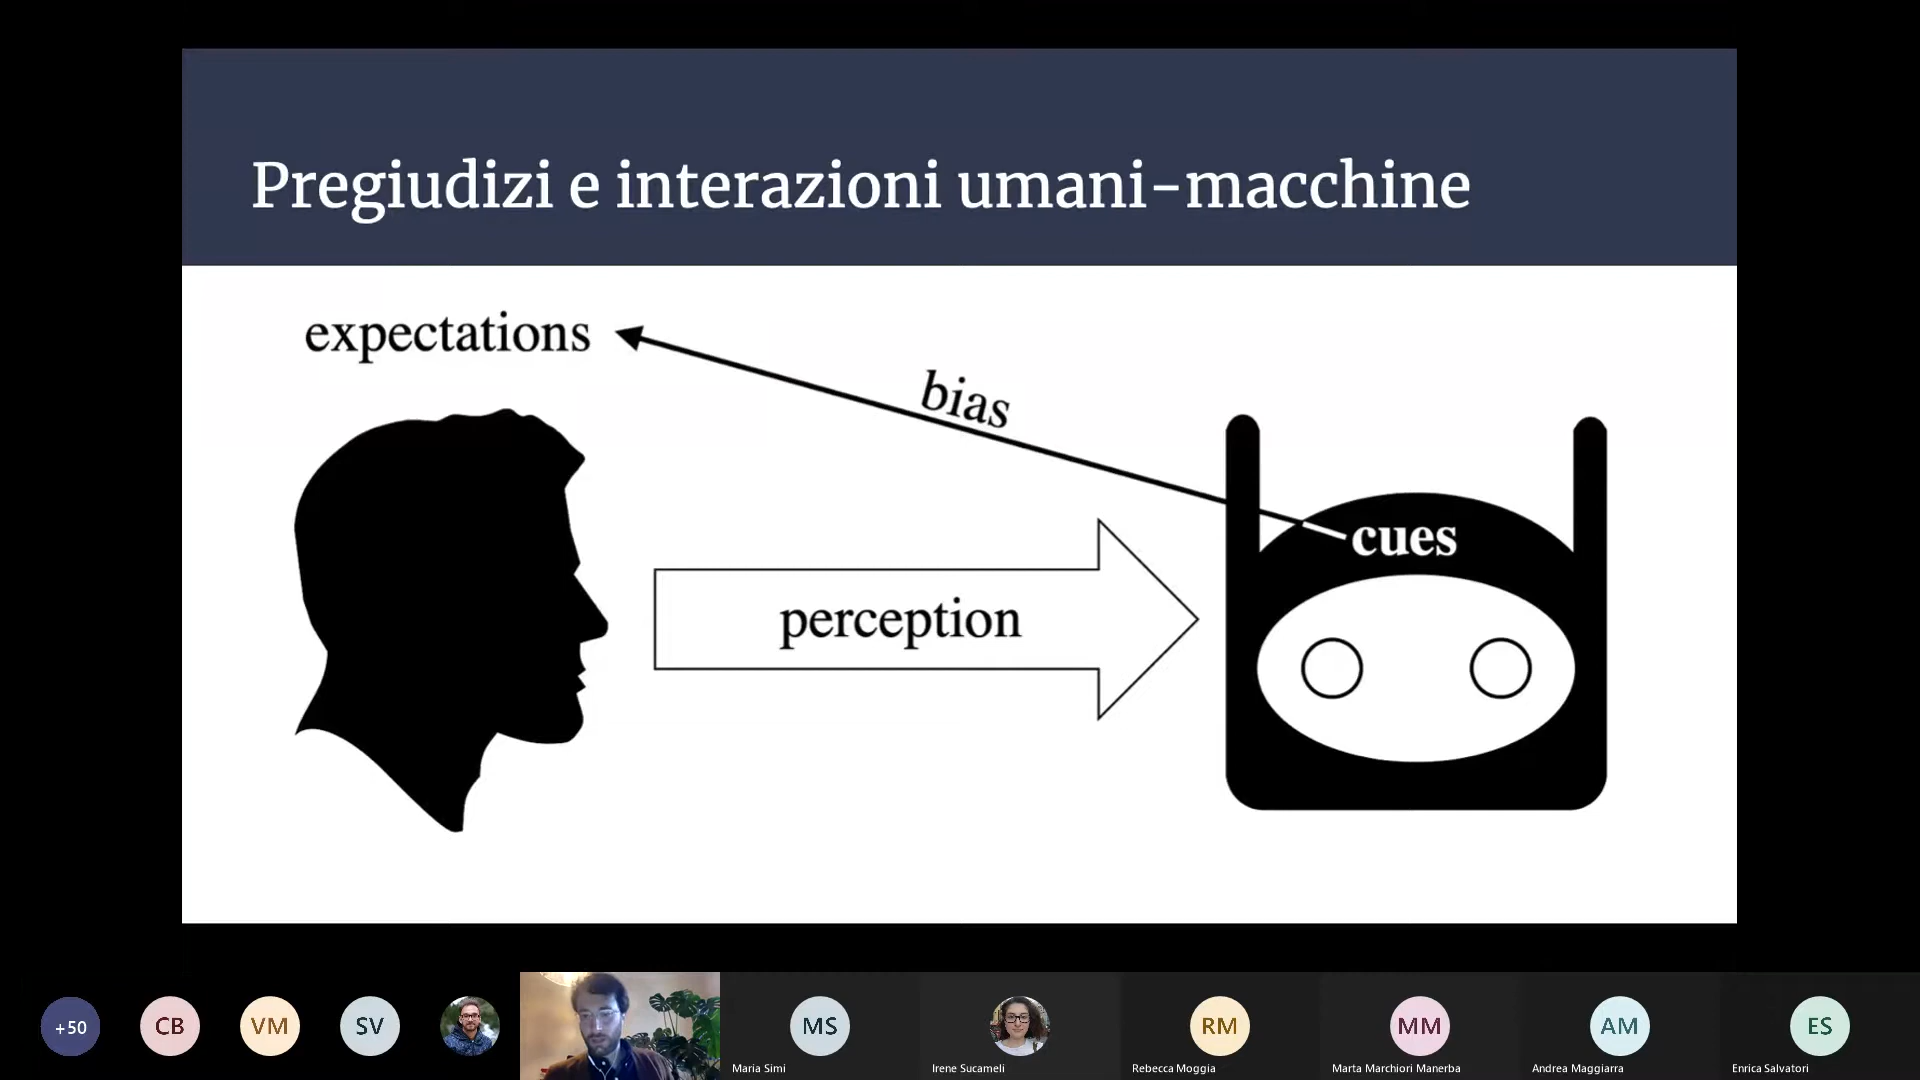 Pregiudizi e interazioni umani-macchine
expectations
bias
cues
perception
+50
CB
VM
SV
MS
RM
MM
AM
ES
Maria Simi
Irene Sucameli
Rebecca Moggia
Marta Marchiori Manerba
Andrea Maggiarra
Enrica Salvatori